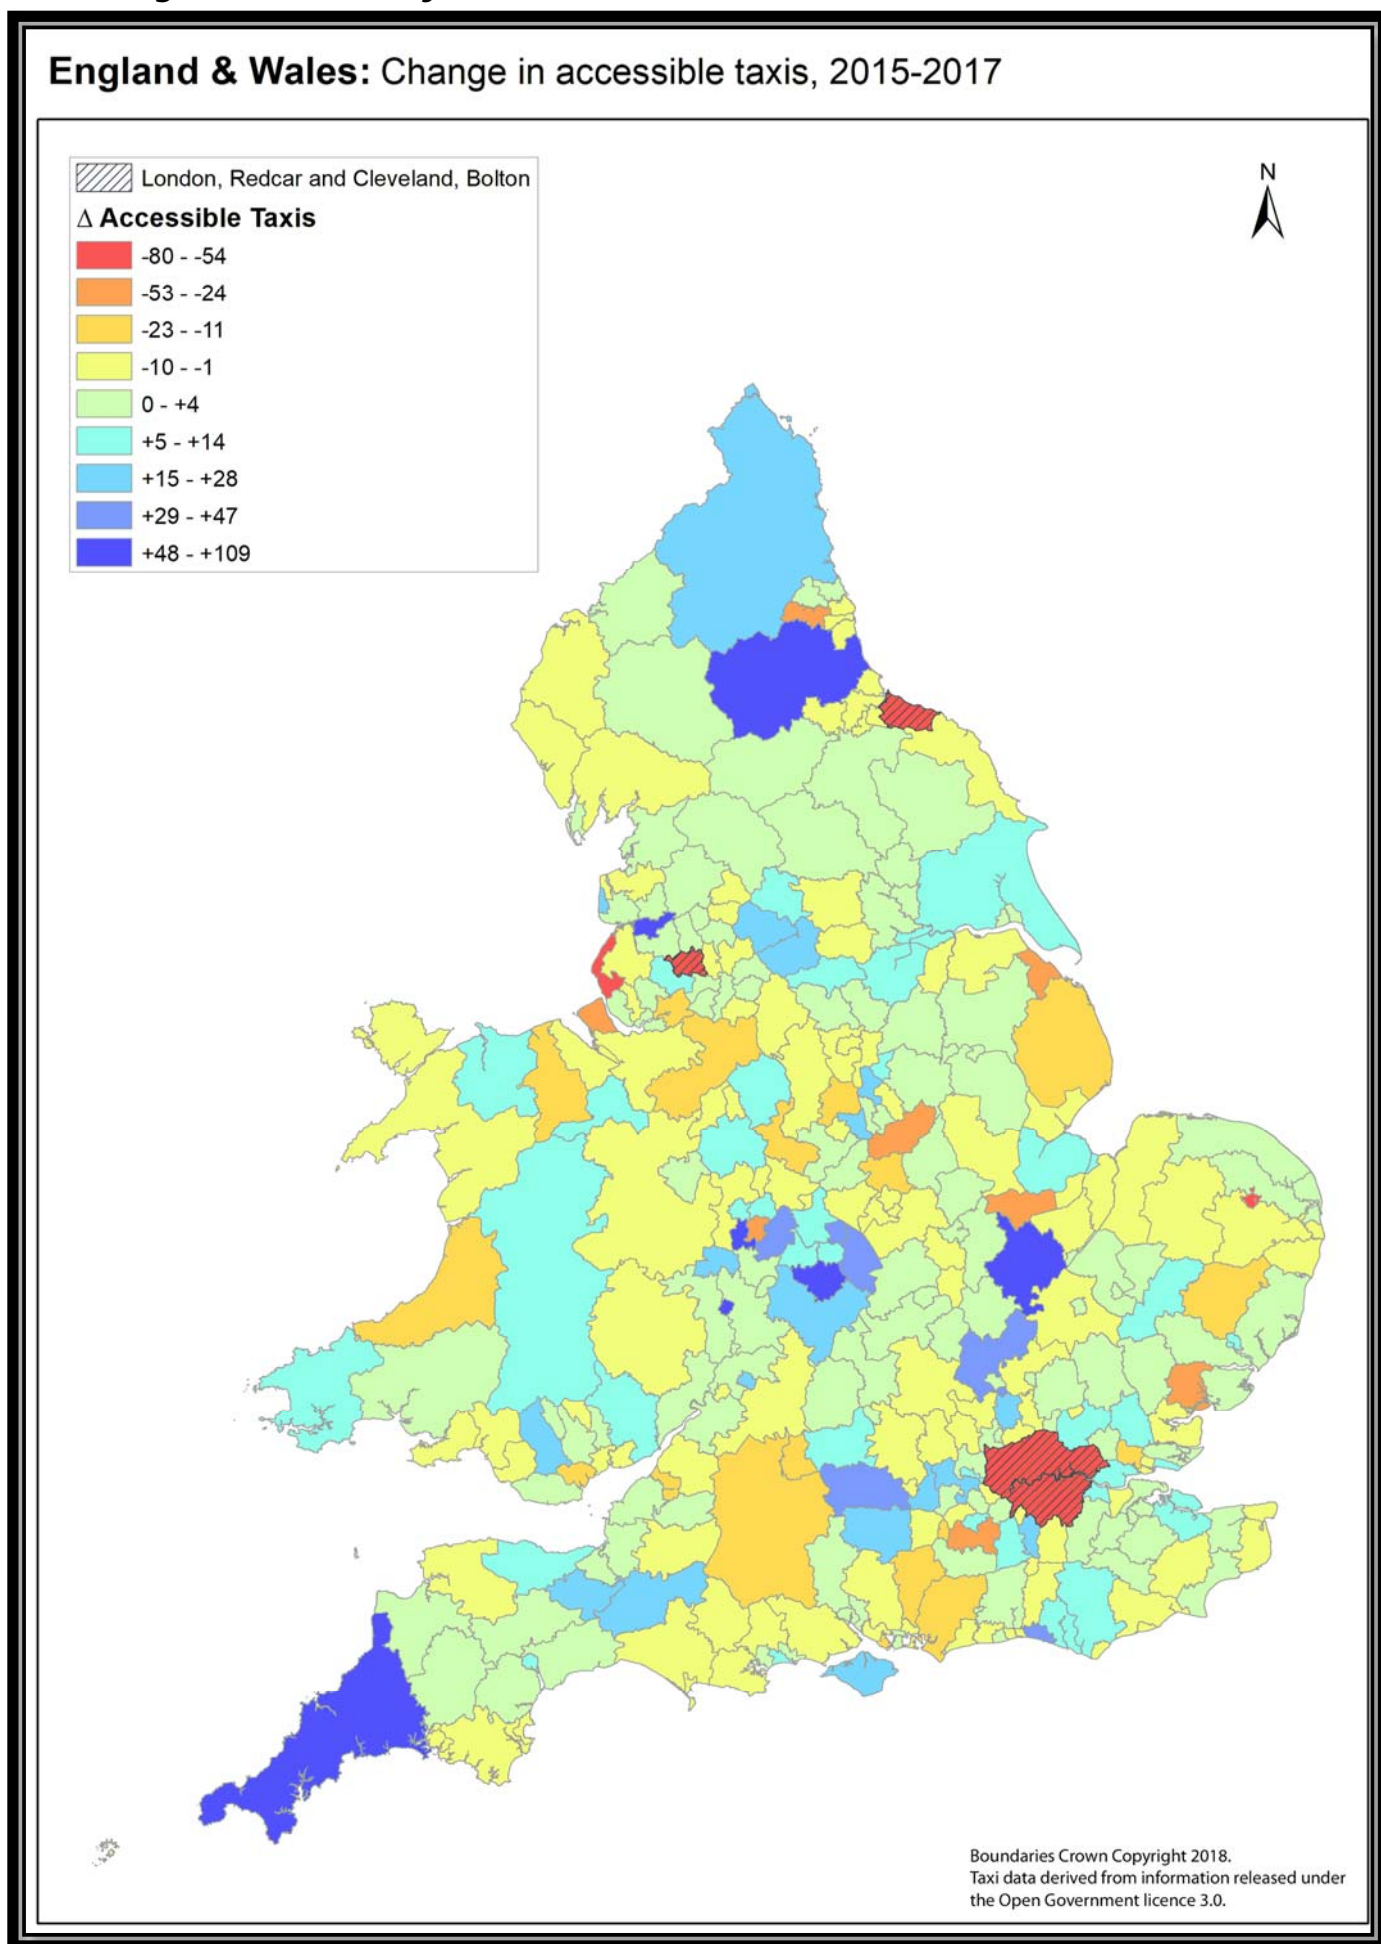 England & Wales: Change in accessible taxis, 2015-2017
London, Redcar and Cleveland, Bolton
Δ Accessible Taxis
-80 - -54
-53 - -24
-23 - -11
-10 - -1
0 - +4
+5 - +14
+15 - +28
+29 - +47
+48 - +109
N
Boundaries Crown Copyright 2018.
Taxi data derived from information released under
the Open Government licence 3.0.